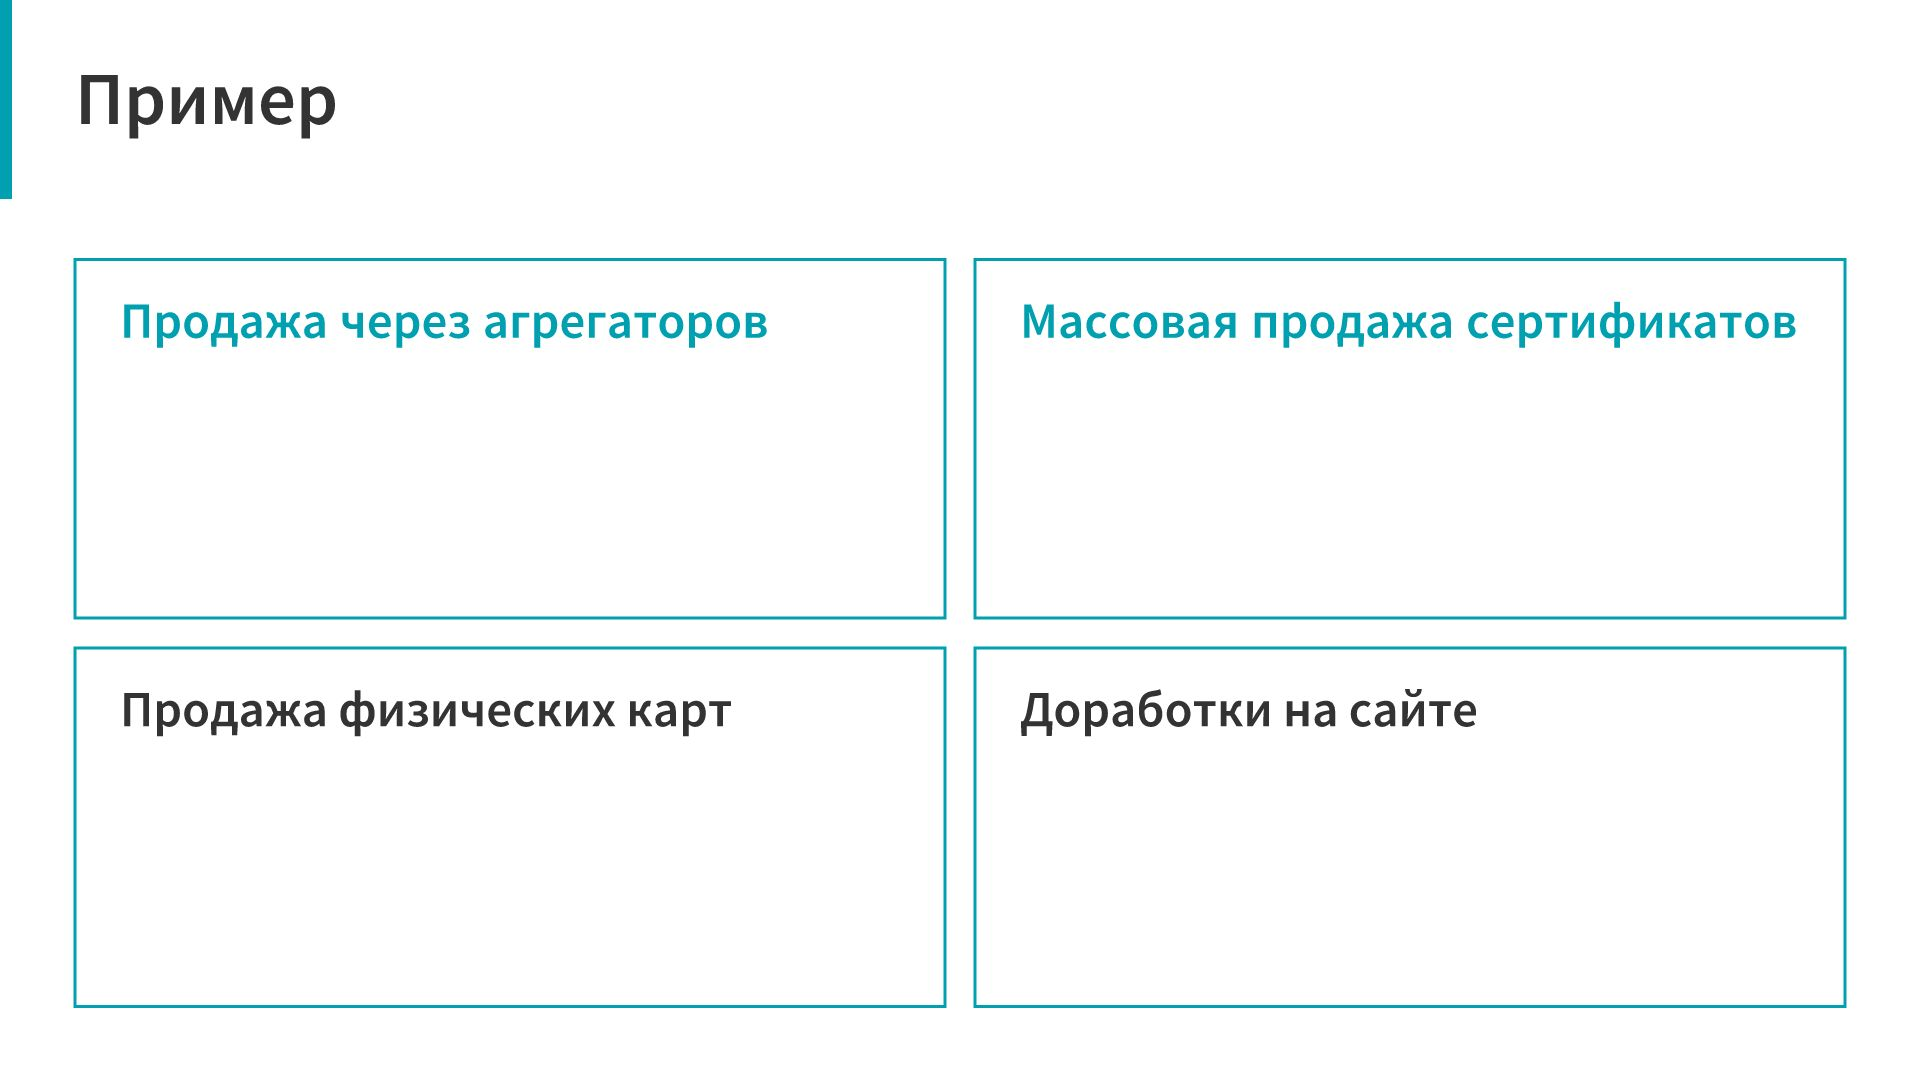 Пример
Продажа через агрегаторов
Массовая продажа сертификатов
Продажа физических карт
Доработки на сайте